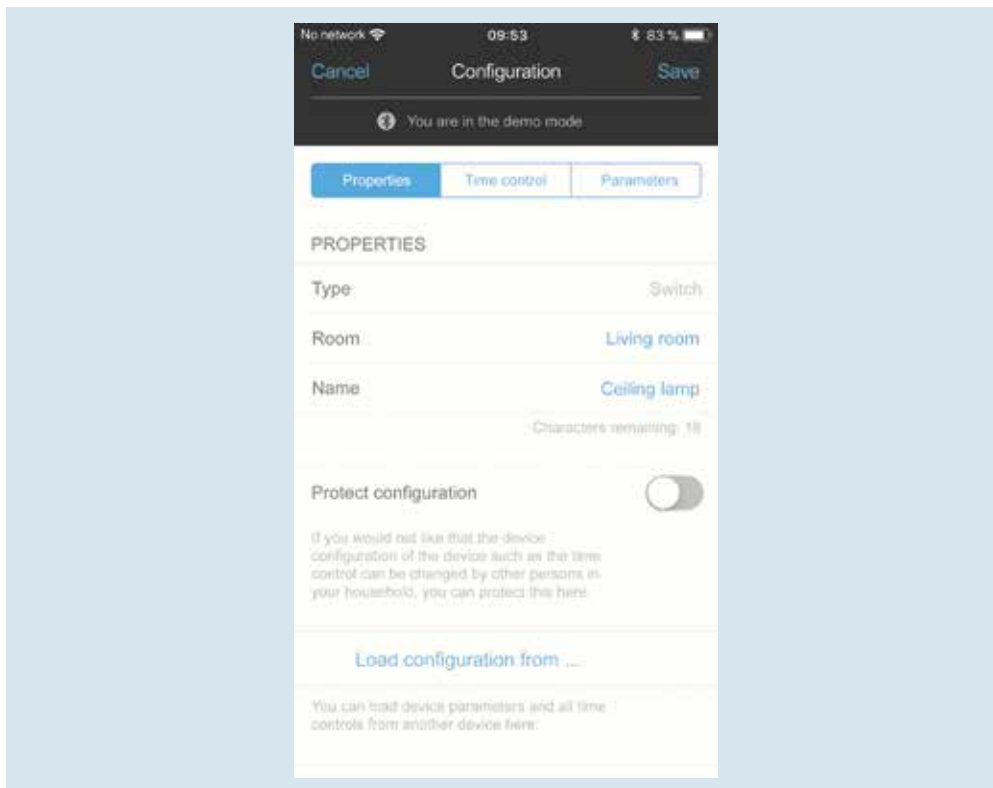 No network 09:53 83 %
Cancel Configuration Save
You are in the demo mode
Properties Time control Parameters
PROPERTIES
Type Switch
Room Living room
Name Ceiling lamp
Characters remaining: 18
Protect configuration
If you would not like that the device
configuration of the device such as the time
control can be changed by other persons in
your household, you can protect this here.
Load configuration from ...
You can load device parameters and all time
controls from another device here.